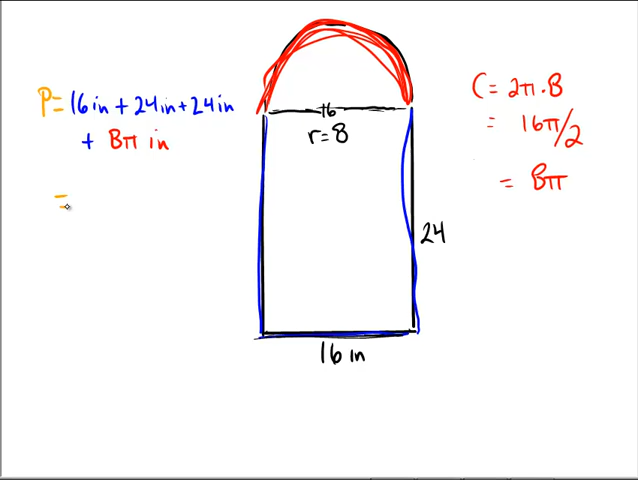 P = 16 in + 24 in + 24 in
+ 8π in
=
16
r = 8
24
16 in
C = 2π · 8
= 16π/2
= 8π